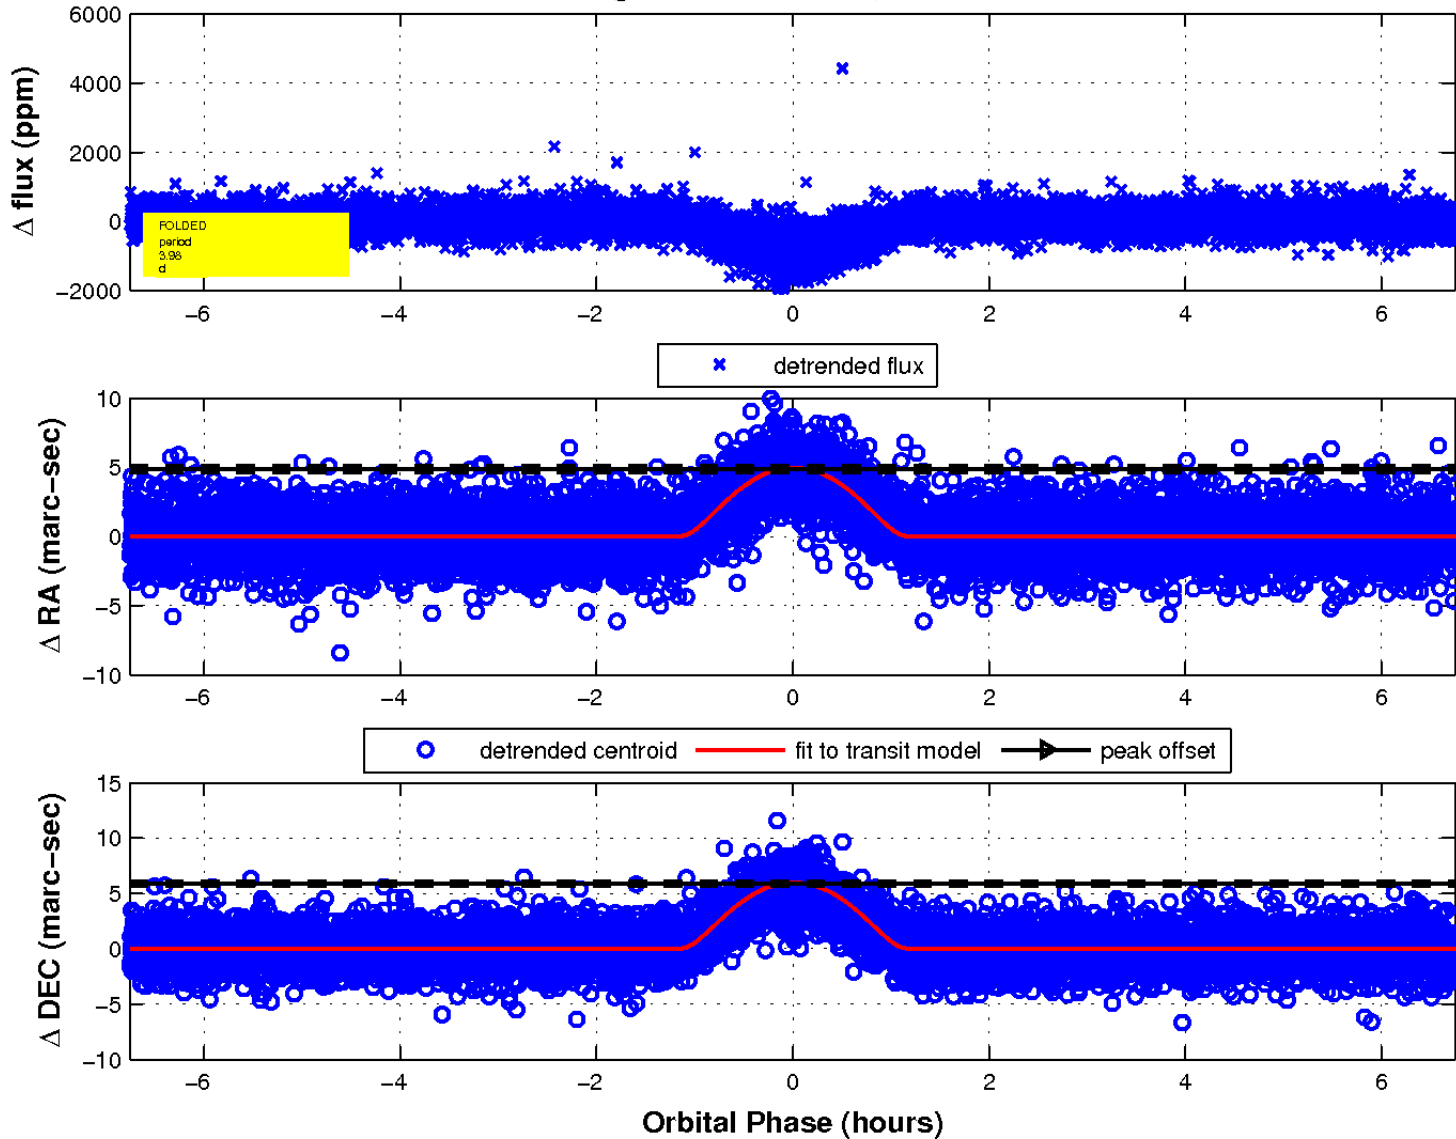 6000
4000
2000
0
−2000
Δ flux (ppm)
FOLDED
period
3.98
d
−6 −4 −2 0 2 4 6
detrended flux
10
5
0
−5
−10
Δ RA (marc−sec)
−6 −4 −2 0 2 4 6
detrended centroid fit to transit model peak offset
15
10
5
0
−5
−10
Δ DEC (marc−sec)
−6 −4 −2 0 2 4 6
Orbital Phase (hours)